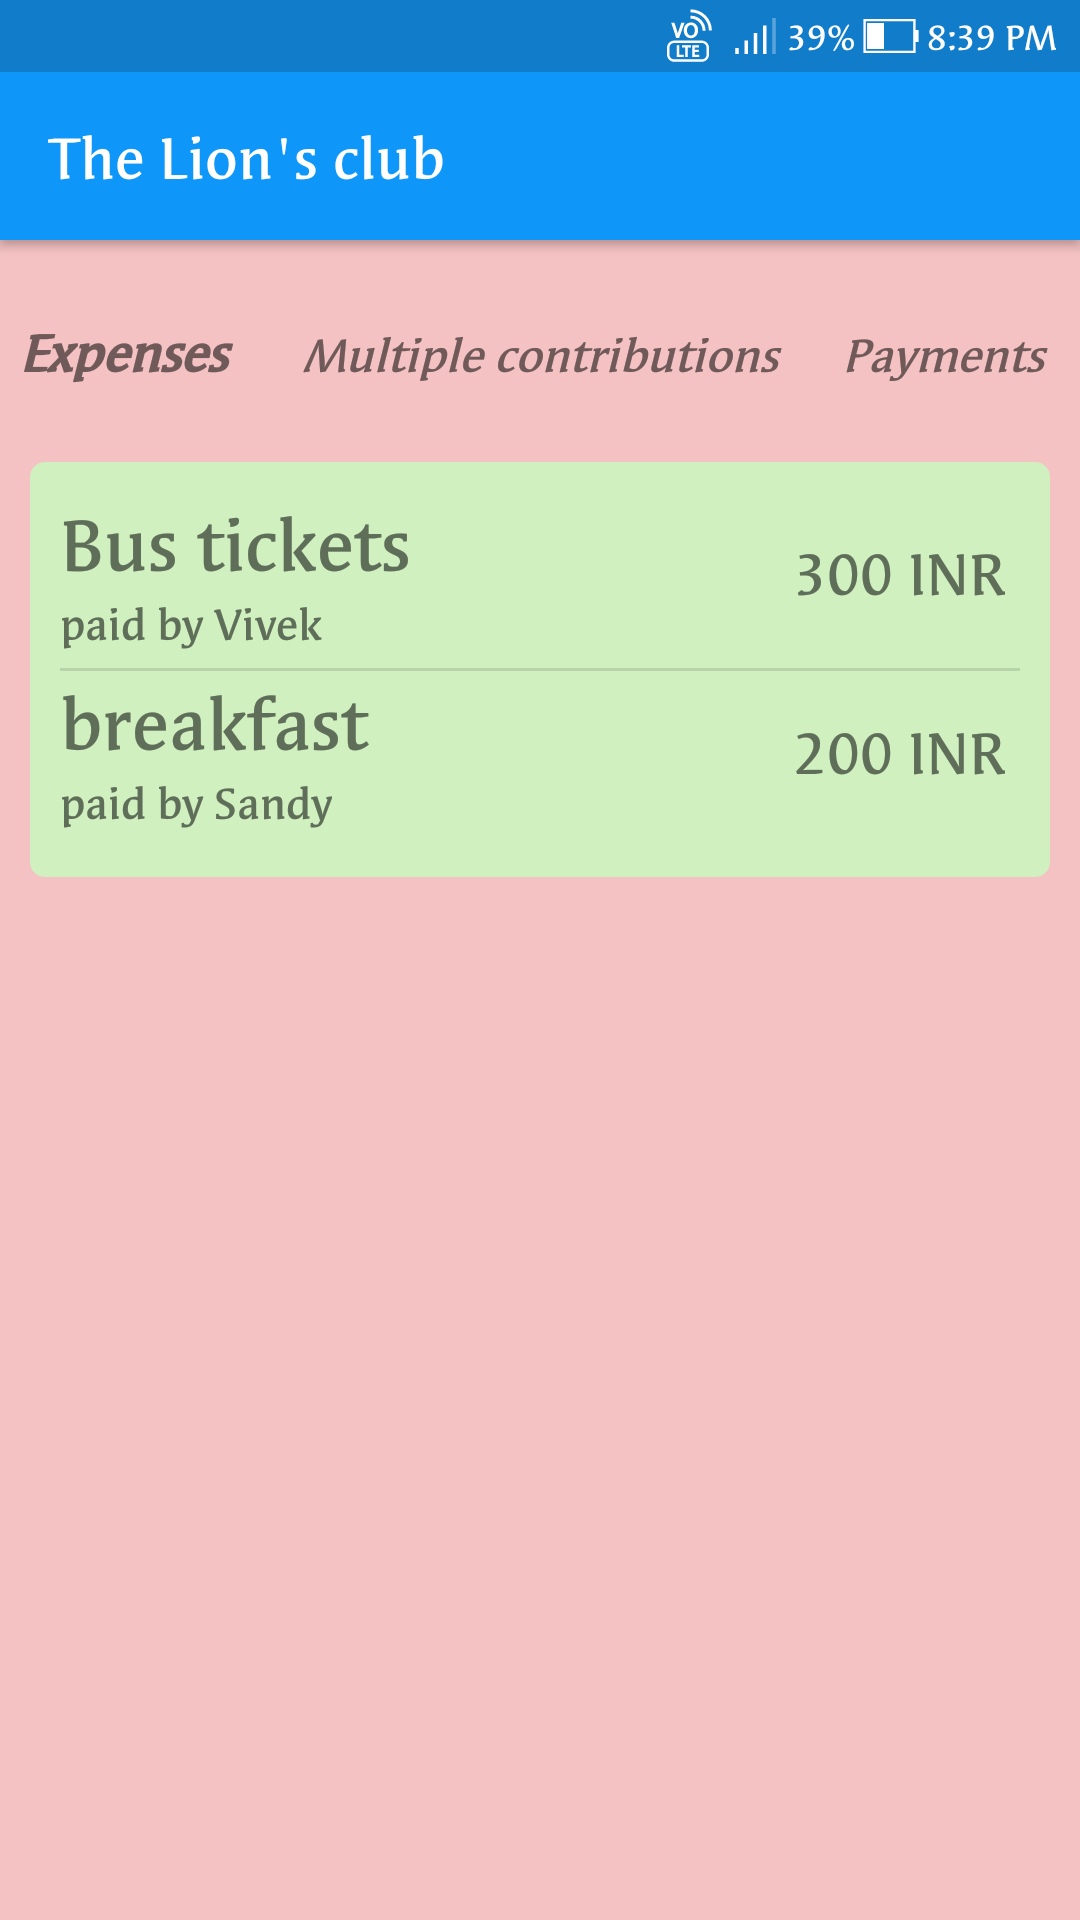 VO LTE 39% 8:39 PM
The Lion's club
Expenses Multiple contributions Payments
Bus tickets
300 INR
paid by Vivek
breakfast
200 INR
paid by Sandy